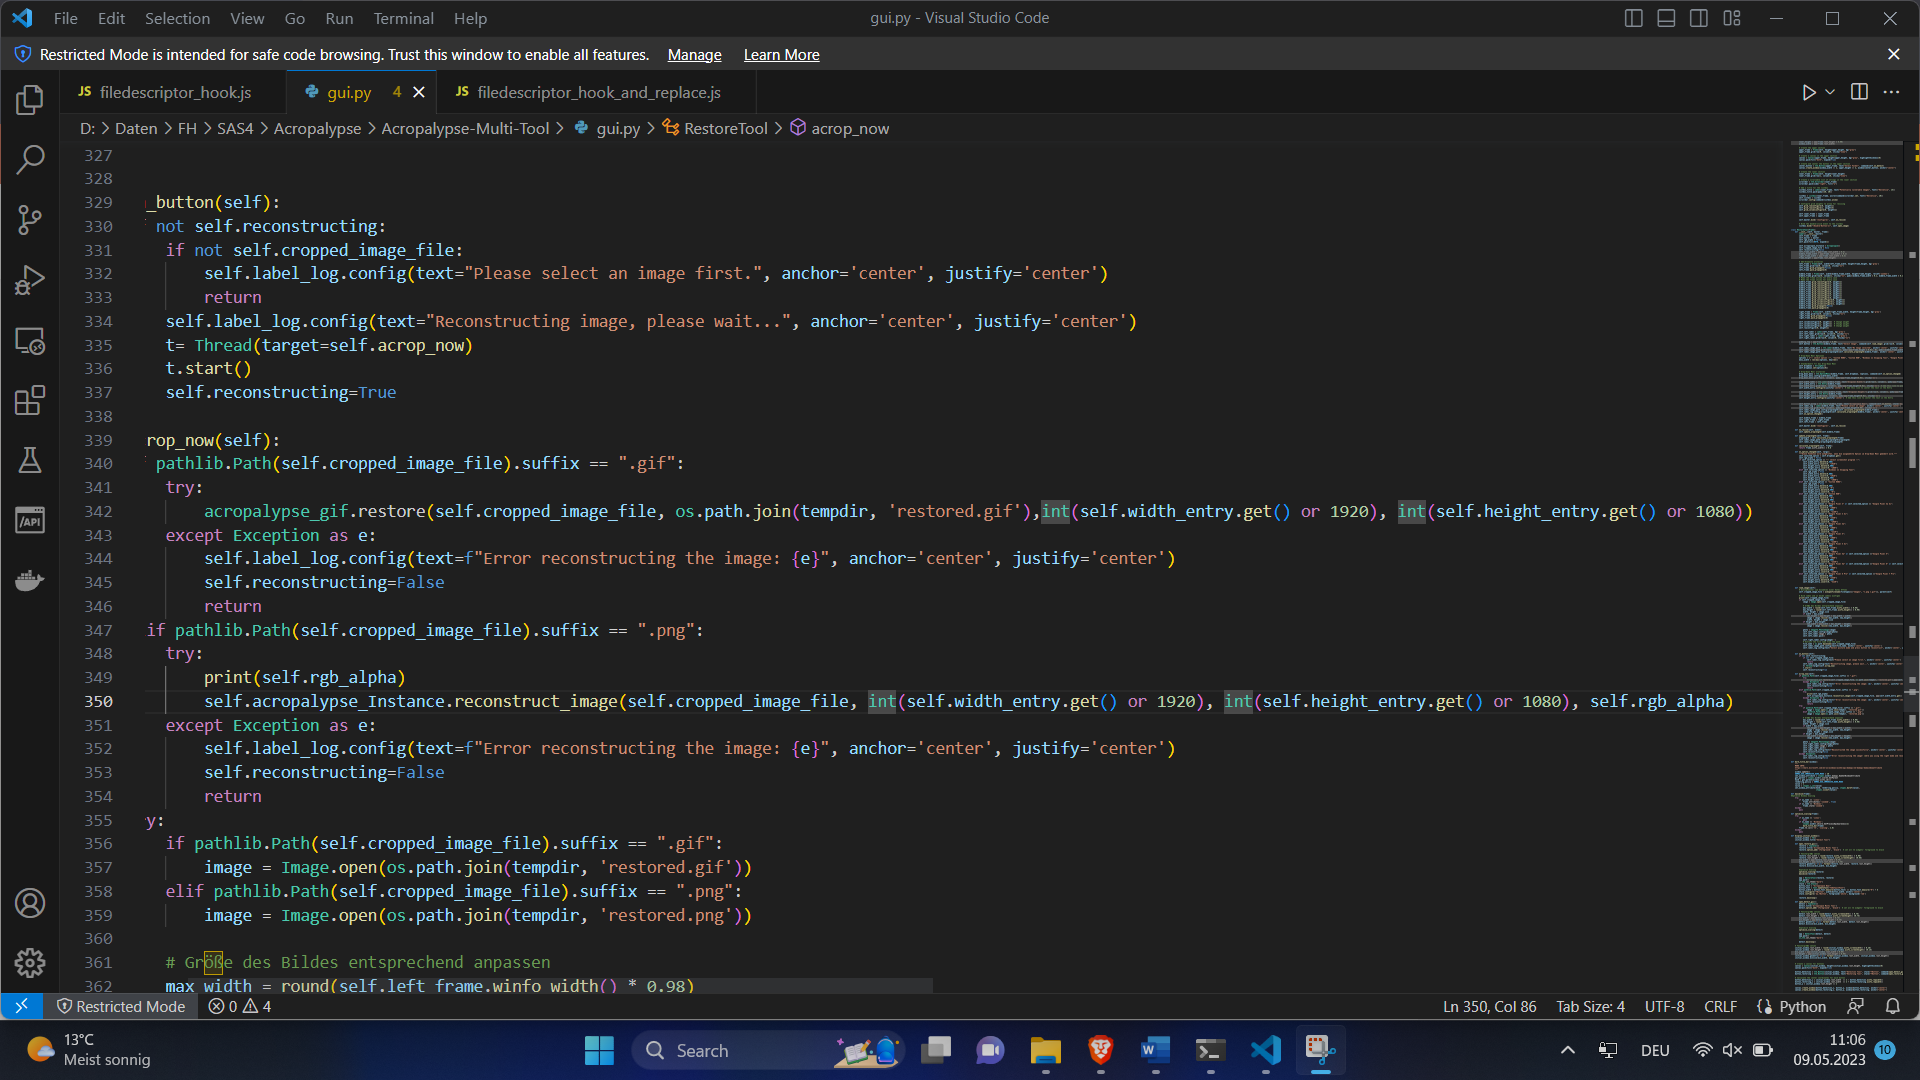 File Edit Selection View Go Run Terminal Help
gui.py - Visual Studio Code
Restricted Mode is intended for safe code browsing. Trust this window to enable all features. Manage Learn More
JS filedescriptor_hook.js
gui.py 4
JS filedescriptor_hook_and_replace.js
D: > Daten > FH > SAS4 > Acropalypse > Acropalypse-Multi-Tool > gui.py > RestoreTool > acrop_now
327
328
329 _button(self):
330 not self.reconstructing:
331 if not self.cropped_image_file:
332 self.label_log.config(text="Please select an image first.", anchor='center', justify='center')
333 return
334 self.label_log.config(text="Reconstructing image, please wait...", anchor='center', justify='center')
335 t= Thread(target=self.acrop_now)
336 t.start()
337 self.reconstructing=True
338
339 rop_now(self):
340 pathlib.Path(self.cropped_image_file).suffix == ".gif":
341 try:
342 acropalypse_gif.restore(self.cropped_image_file, os.path.join(tempdir, 'restored.gif'),int(self.width_entry.get() or 1920), int(self.height_entry.get() or 1080))
343 except Exception as e:
344 self.label_log.config(text=f"Error reconstructing the image: {e}", anchor='center', justify='center')
345 self.reconstructing=False
346 return
347 if pathlib.Path(self.cropped_image_file).suffix == ".png":
348 try:
349 print(self.rgb_alpha)
350 self.acropalypse_Instance.reconstruct_image(self.cropped_image_file, int(self.width_entry.get() or 1920), int(self.height_entry.get() or 1080), self.rgb_alpha)
351 except Exception as e:
352 self.label_log.config(text=f"Error reconstructing the image: {e}", anchor='center', justify='center')
353 self.reconstructing=False
354 return
355 y:
356 if pathlib.Path(self.cropped_image_file).suffix == ".gif":
357 image = Image.open(os.path.join(tempdir, 'restored.gif'))
358 elif pathlib.Path(self.cropped_image_file).suffix == ".png":
359 image = Image.open(os.path.join(tempdir, 'restored.png'))
360
361 # Größe des Bildes entsprechend anpassen
362 max_width = round(self.left_frame.winfo_width() * 0.98)
Restricted Mode 0 4 Ln 350, Col 86 Tab Size: 4 UTF-8 CRLF Python
13°C
Meist sonnig
Search
DEU
11:06
09.05.2023
10